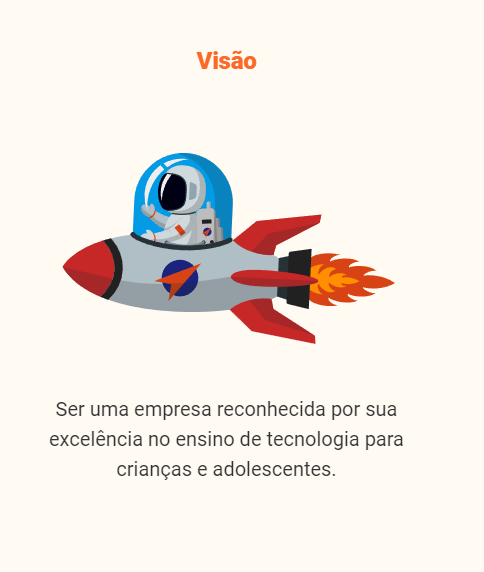 Visão
Ser uma empresa reconhecida por sua
excelência no ensino de tecnologia para
crianças e adolescentes.